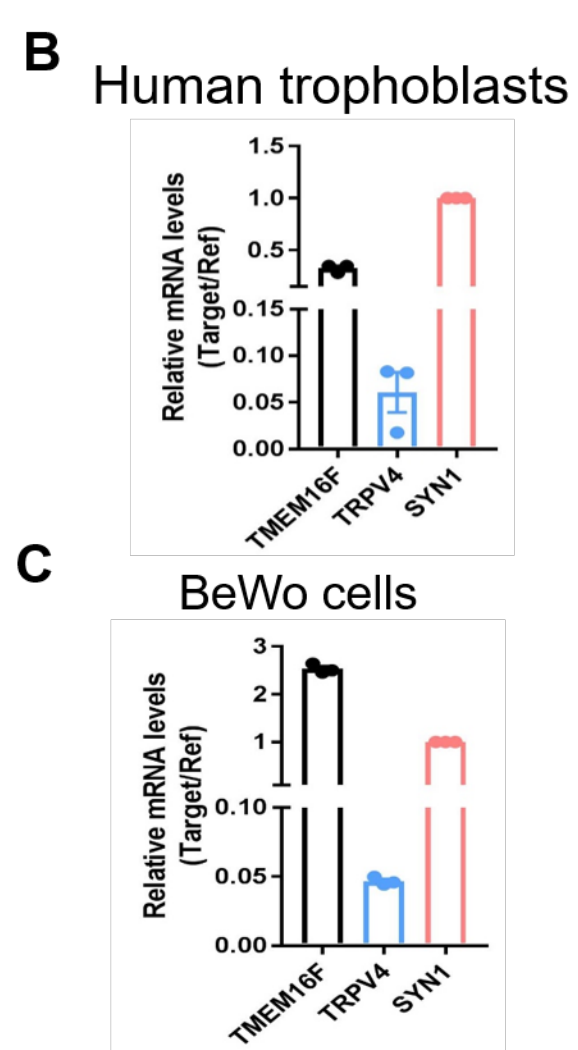 B
Human trophoblasts
Relative mRNA levels
(Target/Ref)
1.5
1.0
0.5
0.15
0.10
0.05
0.00
TMEM16F
TRPV4
SYN1
C
BeWo cells
Relative mRNA levels
(Target/Ref)
3
2
1
0.10
0.05
0.00
TMEM16F
TRPV4
SYN1